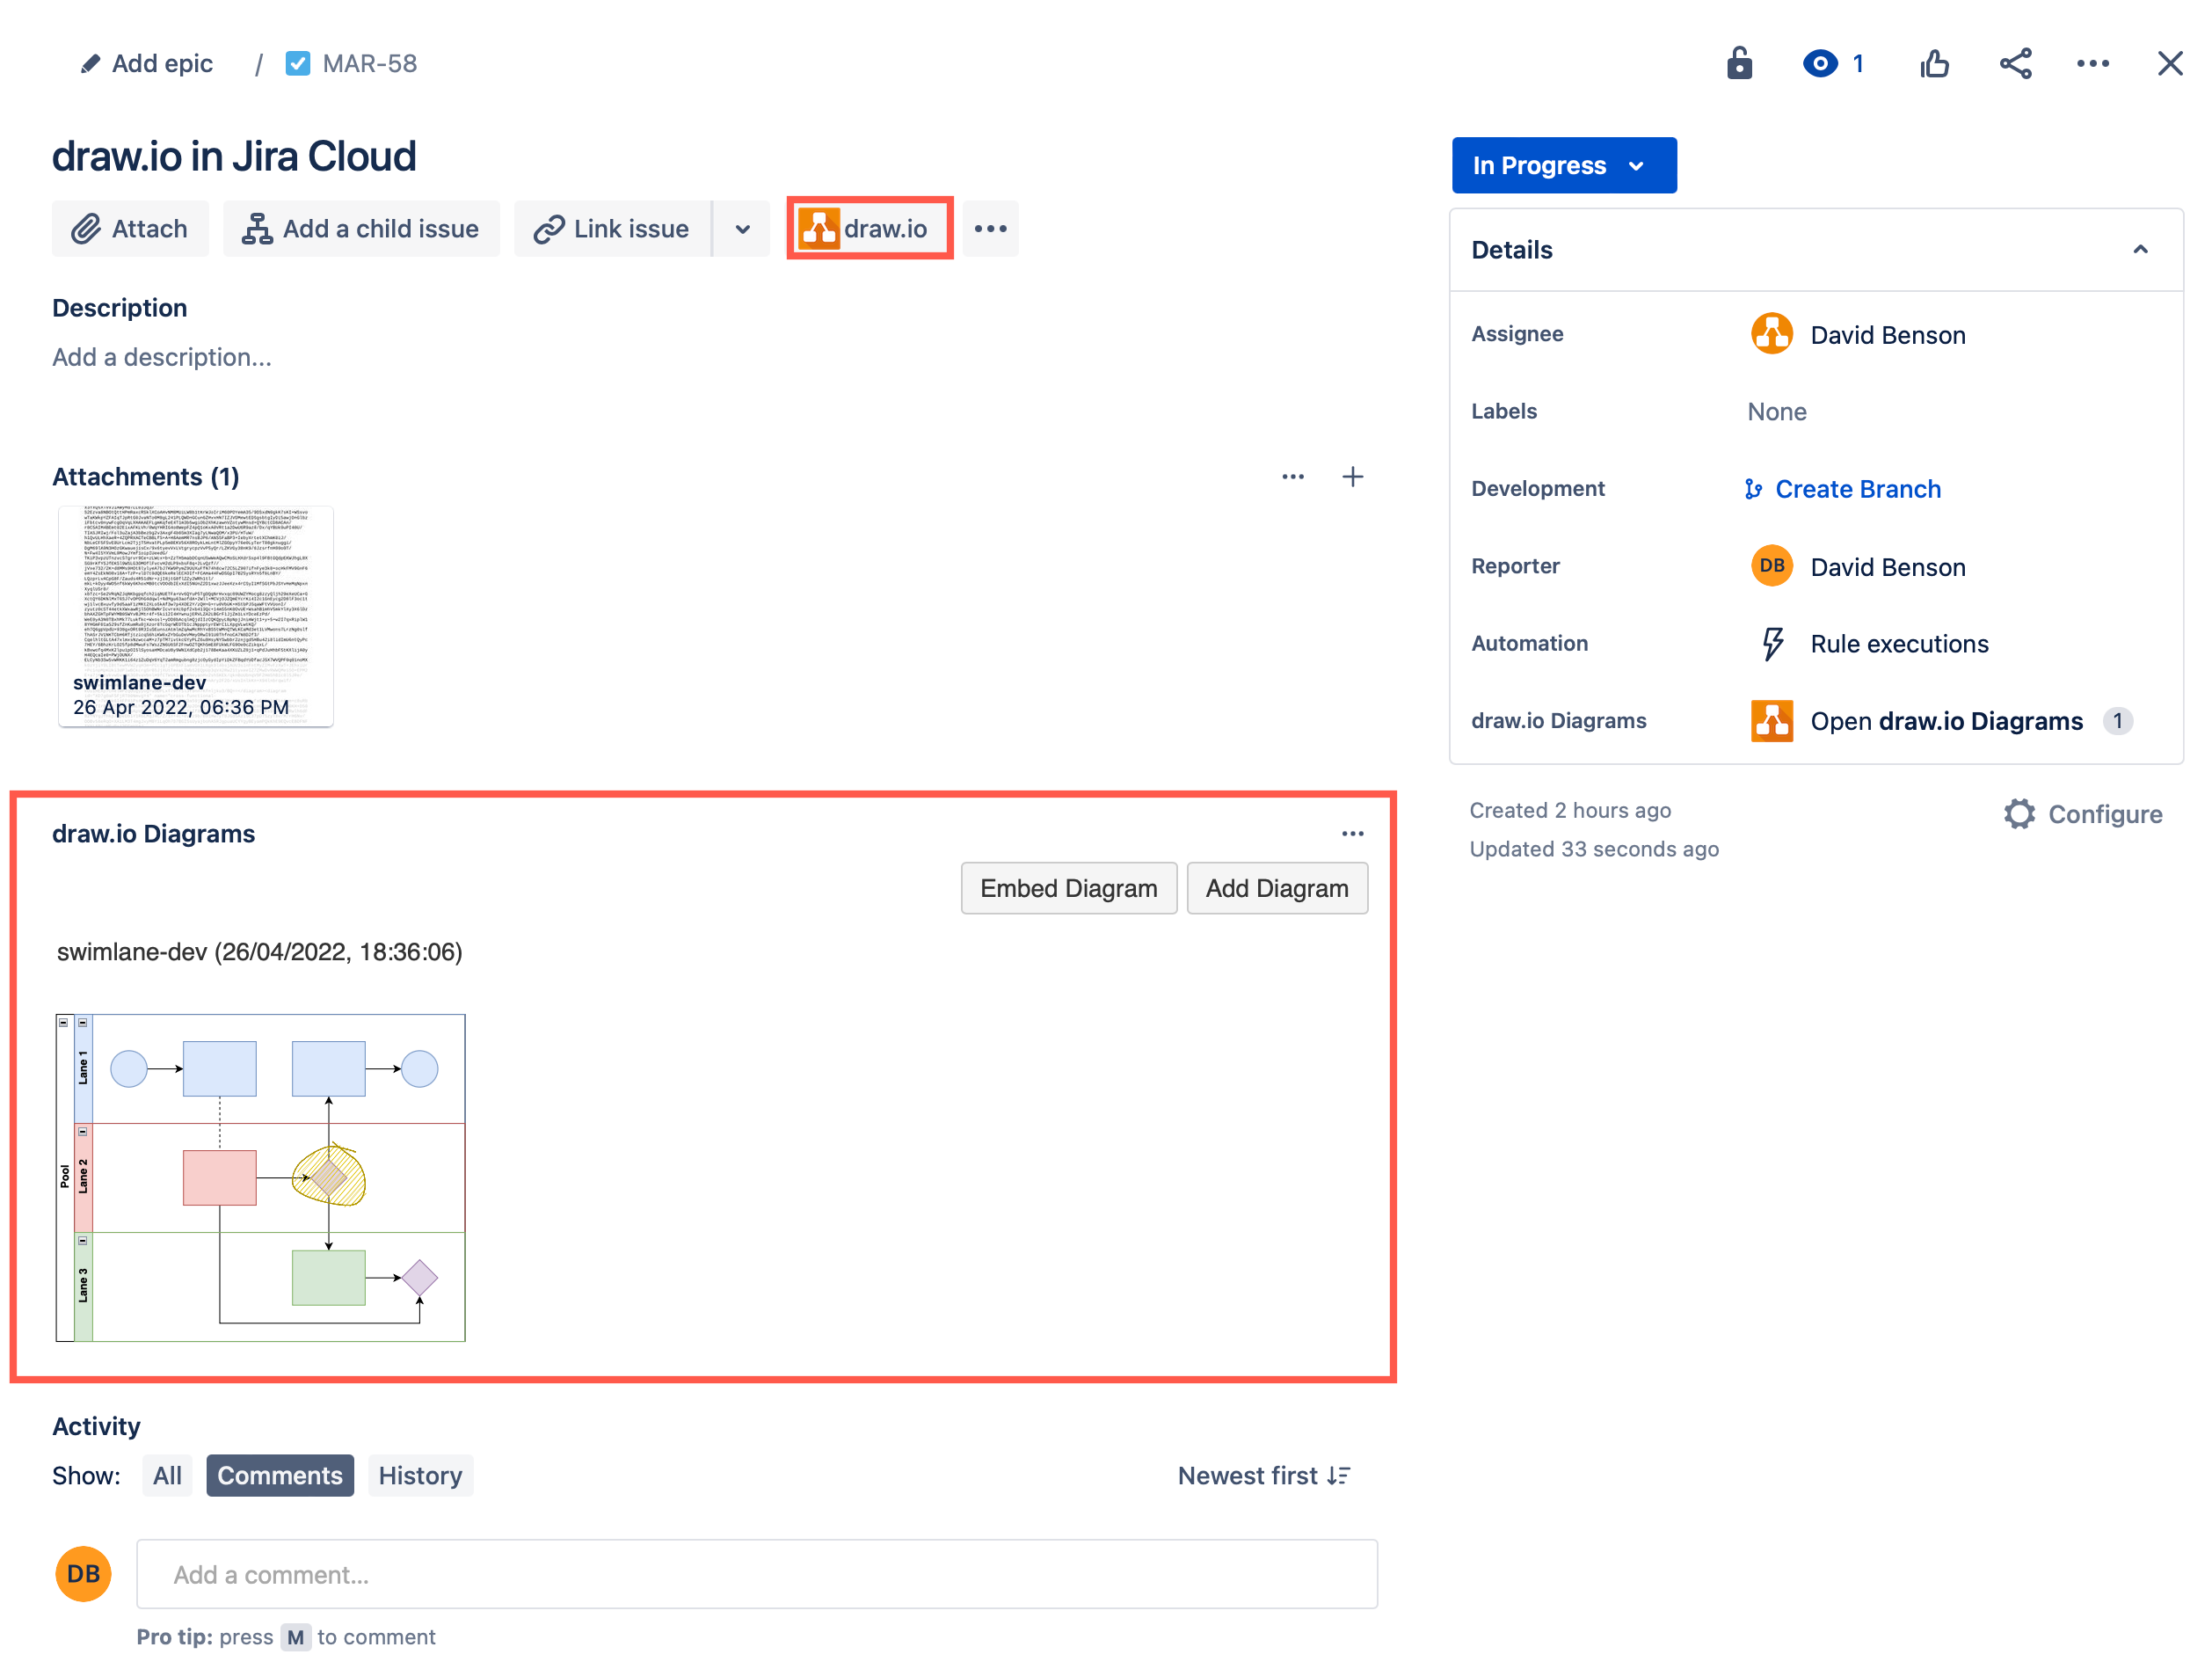 Add epic / MAR-58
1
draw.io in Jira Cloud
In Progress
Attach
Add a child issue
Link issue
draw.io
Description
Add a description...
Attachments (1)
swimlane-dev
26 Apr 2022, 06:36 PM
Details
Assignee David Benson
Labels None
Development Create Branch
Reporter DB David Benson
Automation Rule executions
draw.io Diagrams Open draw.io Diagrams 1
Created 2 hours ago
Configure
Updated 33 seconds ago
draw.io Diagrams
Embed Diagram Add Diagram
swimlane-dev (26/04/2022, 18:36:06)
Pool
Lane 1
Lane 2
Lane 3
Activity
Show: All Comments History
Newest first
DB Add a comment...
Pro tip: press M to comment